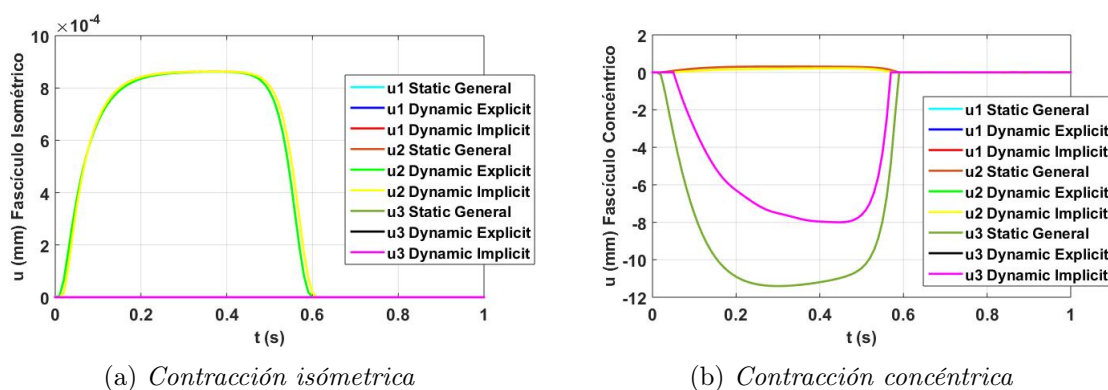 ×10⁻⁴
10
8
6
4
2
0
0 0.2 0.4 0.6 0.8 1
u (mm) Fascículo Isométrico
t (s)
u1 Static General
u1 Dynamic Explicit
u1 Dynamic Implicit
u2 Static General
u2 Dynamic Explicit
u2 Dynamic Implicit
u3 Static General
u3 Dynamic Explicit
u3 Dynamic Implicit
(a) Contracción isómetrica
2
0
-2
-4
-6
-8
-10
-12
0 0.2 0.4 0.6 0.8 1
u (mm) Fascículo Concéntrico
t (s)
u1 Static General
u1 Dynamic Explicit
u1 Dynamic Implicit
u2 Static General
u2 Dynamic Explicit
u2 Dynamic Implicit
u3 Static General
u3 Dynamic Explicit
u3 Dynamic Implicit
(b) Contracción concéntrica